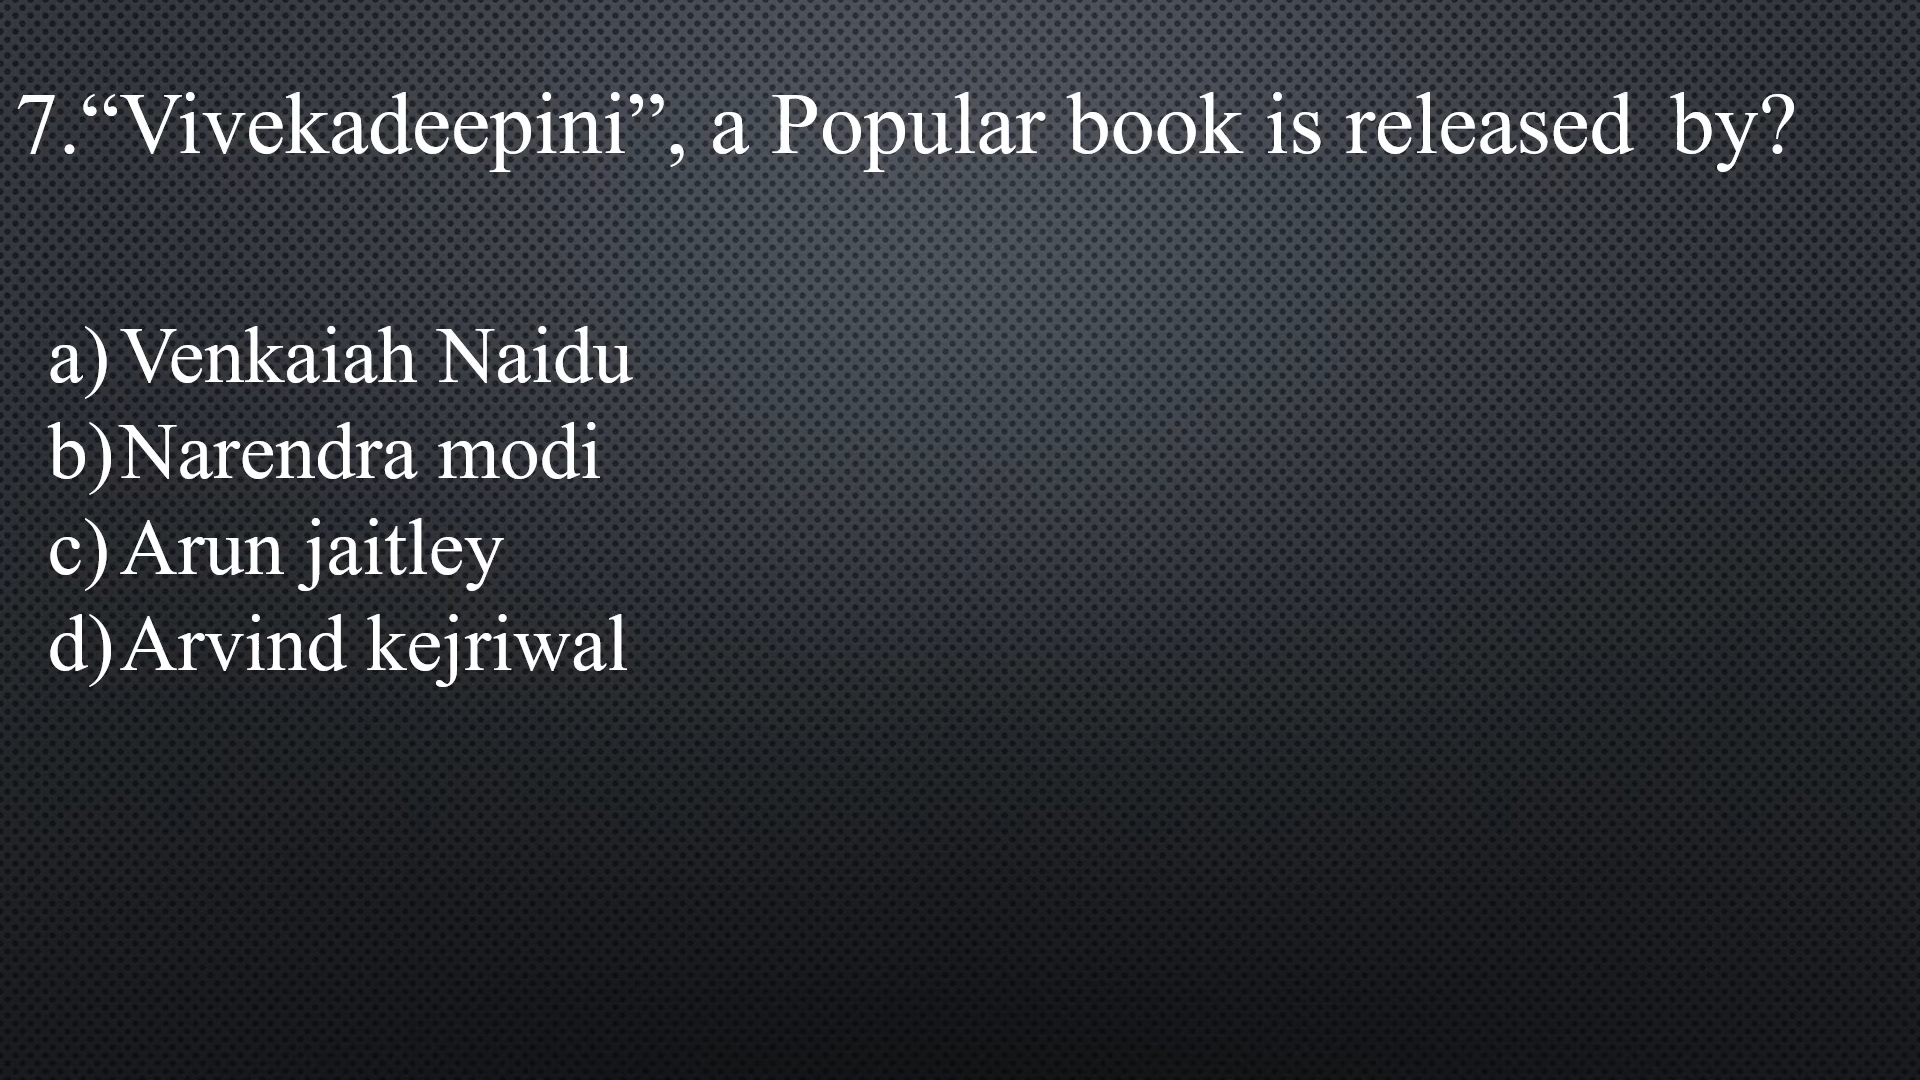 7.“Vivekadeepini”, a Popular book is released by?
a) Venkaiah Naidu
b) Narendra modi
c) Arun jaitley
d) Arvind kejriwal